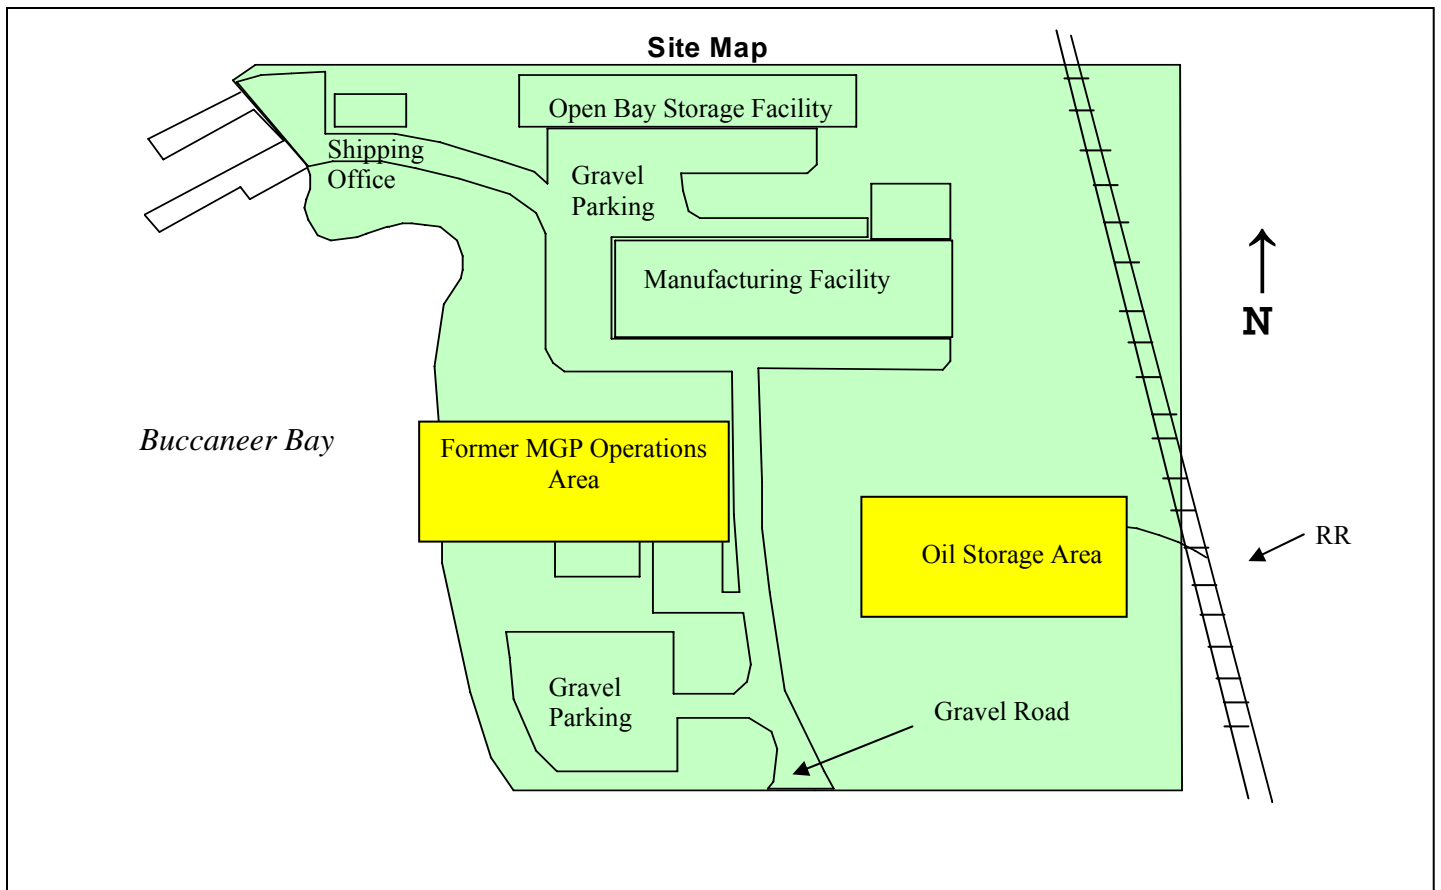 Site Map
Open Bay Storage Facility
Shipping
Office
Gravel
Parking
Manufacturing Facility
N
Buccaneer Bay
Former MGP Operations
Area
Oil Storage Area
RR
Gravel
Parking
Gravel Road